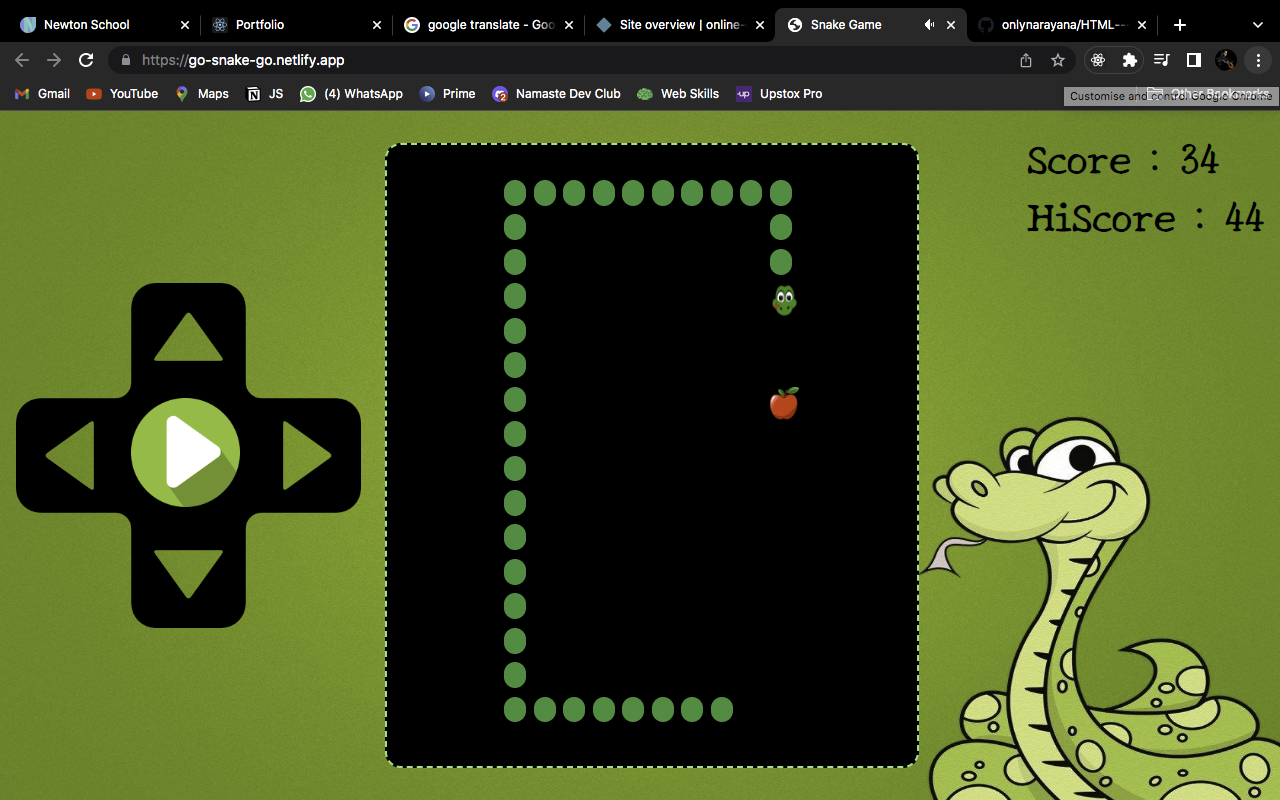 Newton School
Portfolio
google translate - Goo
Site overview | online-
Snake Game
onlynarayana/HTML--
https://go-snake-go.netlify.app
Gmail
YouTube
Maps
JS
(4) WhatsApp
Prime
Namaste Dev Club
Web Skills
Upstox Pro
Other Bookmarks
Customise and control Google Chrome
Score : 34
HiScore : 44